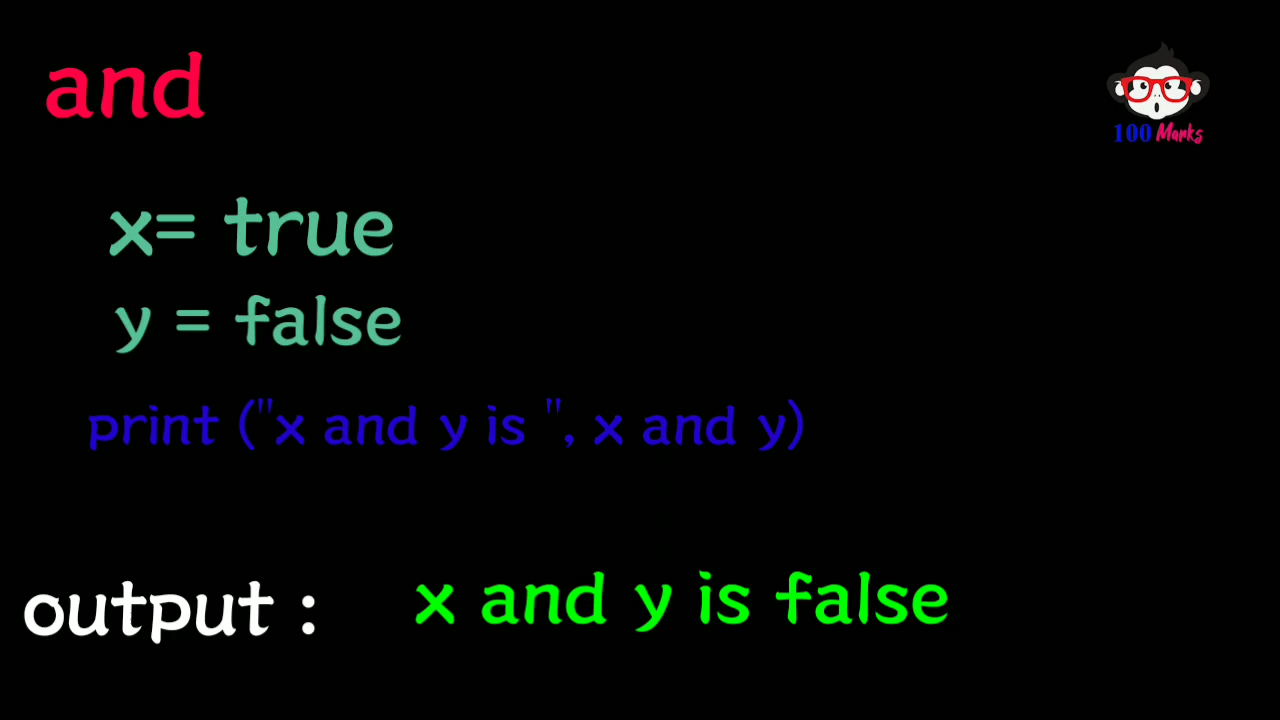 and
100 Marks
x= true
y = false
print ("x and y is ", x and y)
output : x and y is false